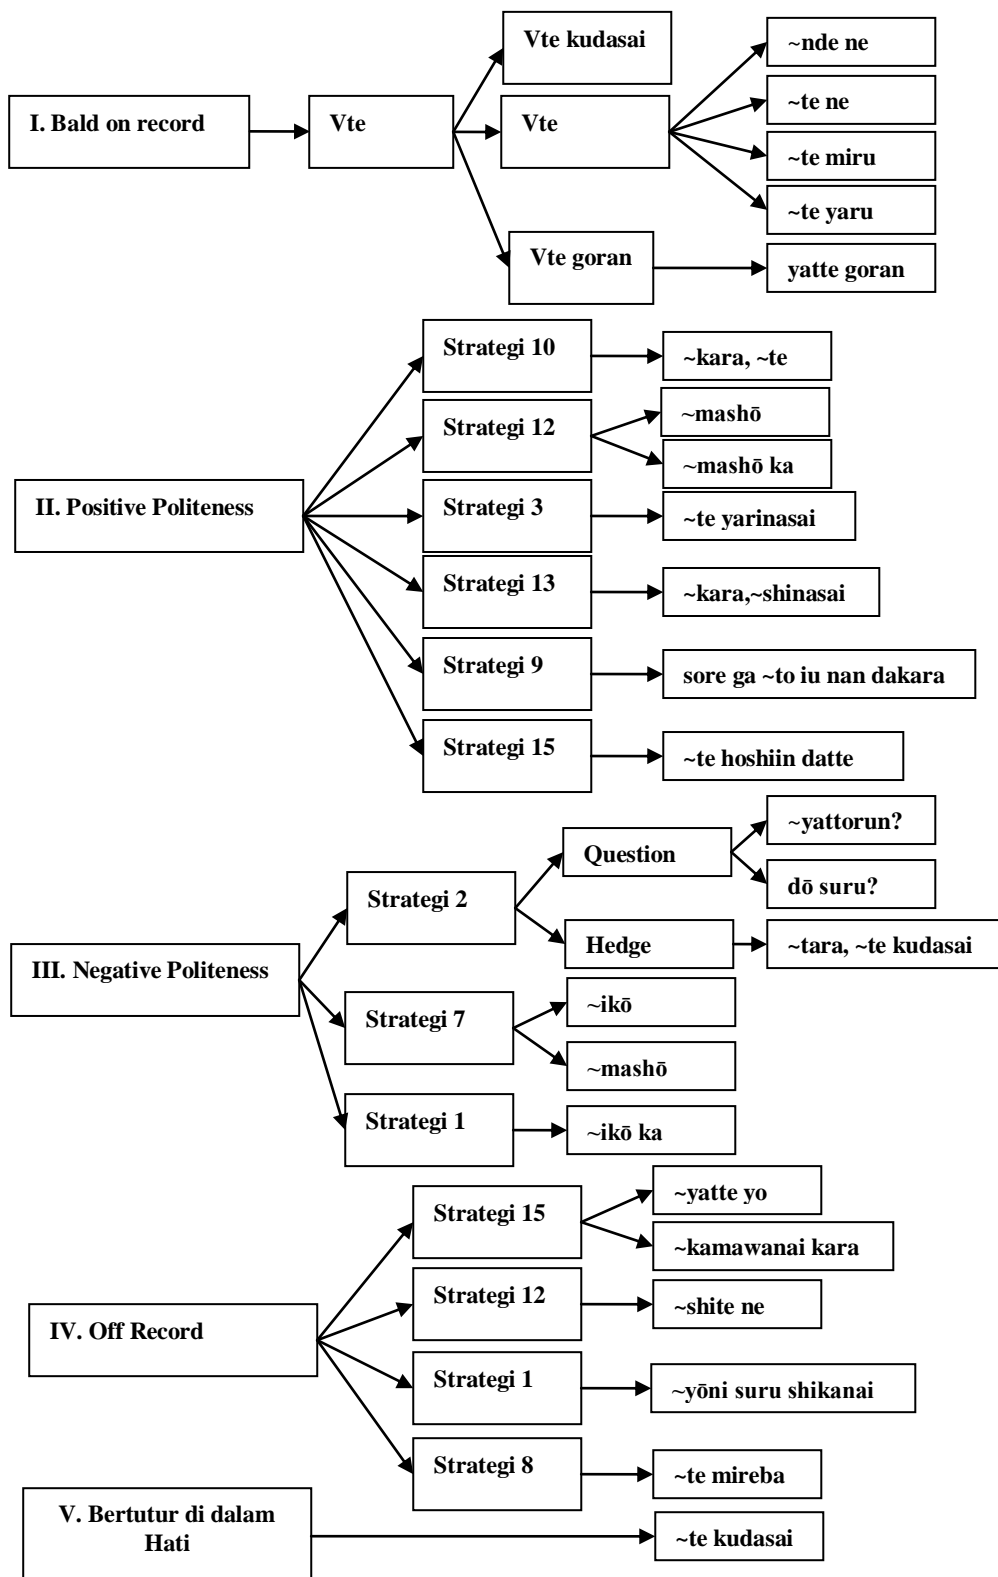 I. Bald on record
Vte
Vte kudasai
Vte
~nde ne
~te ne
~te miru
~te yaru
Vte goran
yatte goran
II. Positive Politeness
Strategi 10
~kara, ~te
Strategi 12
~mashō
~mashō ka
Strategi 3
~te yarinasai
Strategi 13
~kara,~shinasai
Strategi 9
sore ga ~to iu nan dakara
Strategi 15
~te hoshiin datte
III. Negative Politeness
Strategi 2
Question
~yattorun?
dō suru?
Hedge
~tara, ~te kudasai
Strategi 7
~ikō
~mashō
Strategi 1
~ikō ka
IV. Off Record
Strategi 15
~yatte yo
~kamawanai kara
Strategi 12
~shite ne
Strategi 1
~yōni suru shikanai
Strategi 8
~te mireba
V. Bertutur di dalam
Hati
~te kudasai